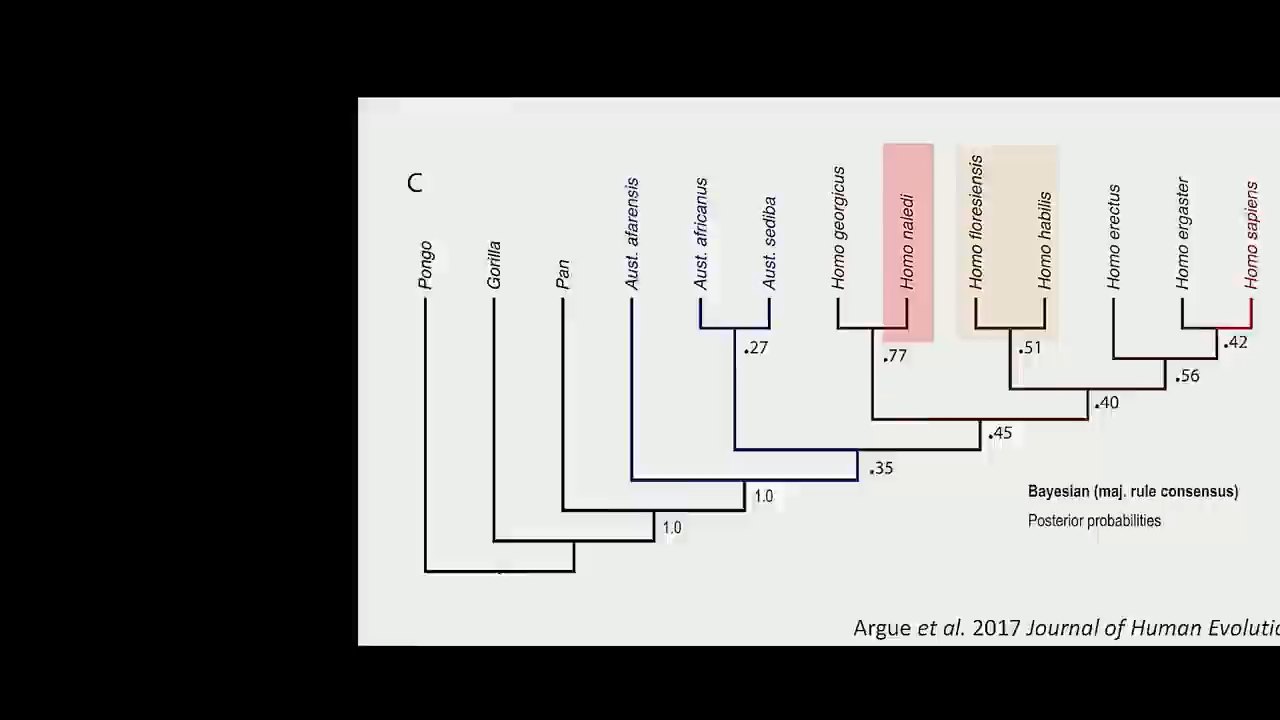 C
Pongo
Gorilla
Pan
Aust. afarensis
Aust. africanus
Aust. sediba
Homo georgicus
Homo naledi
Homo floresiensis
Homo habilis
Homo erectus
Homo ergaster
Homo sapiens
.27
.77
.51
.42
.56
.40
.45
.35
1.0
1.0
Bayesian (maj. rule consensus)
Posterior probabilities
Argue et al. 2017 Journal of Human Evolutio